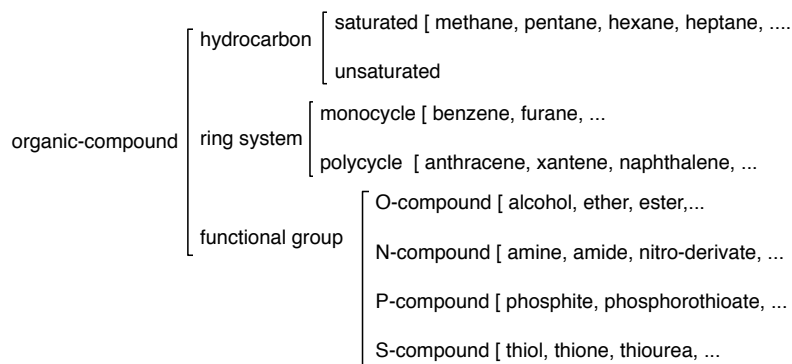 hydrocarbon
saturated [ methane, pentane, hexane, heptane, ....
unsaturated
organic-compound
ring system
monocycle [ benzene, furane, ...
polycycle [ anthracene, xantene, naphthalene, ...
functional group
O-compound [ alcohol, ether, ester,...
N-compound [ amine, amide, nitro-derivate, ...
P-compound [ phosphite, phosphorothioate, ...
S-compound [ thiol, thione, thiourea, ...